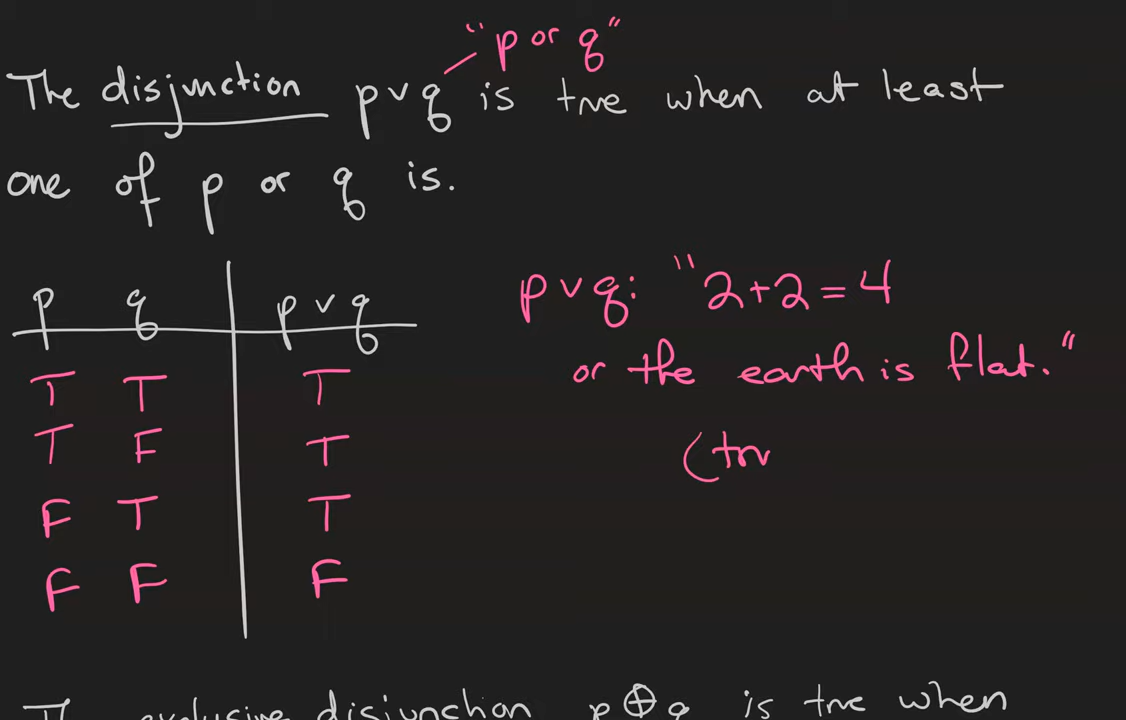 "p or q"
The disjunction p ∨ q is true when at least
one of p or q is.
p q p ∨ q
T T T
T F T
F T T
F F F
p ∨ q: "2+2=4
or the earth is flat."
(tru
exclusive disjunction p ⊕ q is true when